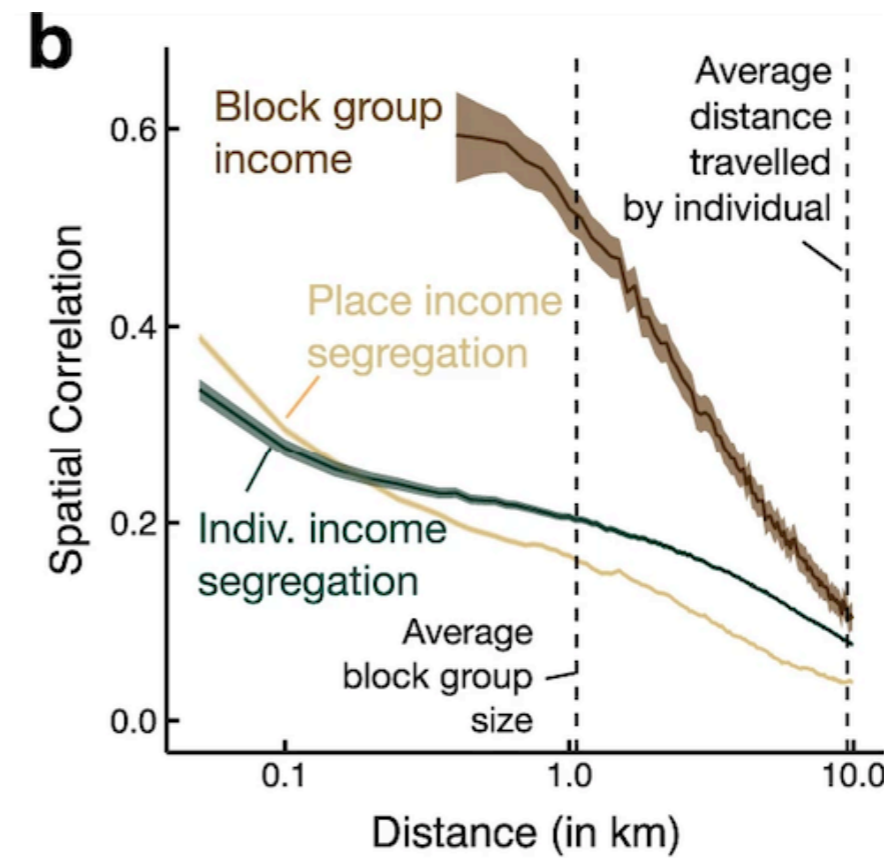 b
Block group
income
Average
distance
travelled
by individual
Place income
segregation
Indiv. income
segregation
Average
block group
size
Spatial Correlation
0.6
0.4
0.2
0.0
0.1
1.0
10.0
Distance (in km)